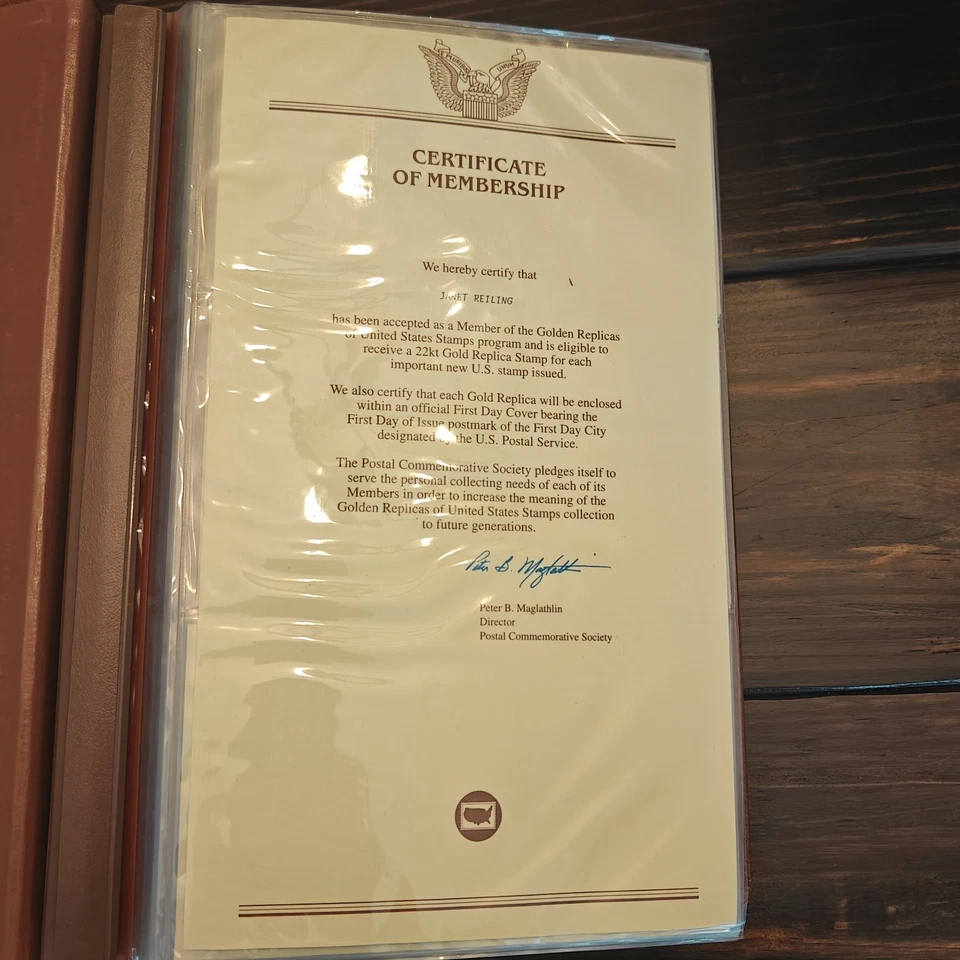 PLURIBUS UNUM
CERTIFICATE
OF MEMBERSHIP
We hereby certify that
JANET REILING
has been accepted as a Member of the Golden Replicas
of United States Stamps program and is eligible to
receive a 22kt Gold Replica Stamp for each
important new U.S. stamp issued.
We also certify that each Gold Replica will be enclosed
within an official First Day Cover bearing the
First Day of Issue postmark of the First Day City
designated by the U.S. Postal Service.
The Postal Commemorative Society pledges itself to
serve the personal collecting needs of each of its
Members in order to increase the meaning of the
Golden Replicas of United States Stamps collection
to future generations.
Peter B. Maglathlin
Peter B. Maglathlin
Director
Postal Commemorative Society